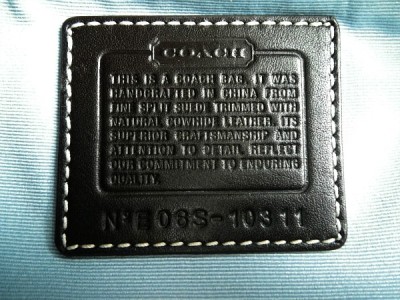 COACH
THIS IS A COACH BAG. IT WAS
HANDCRAFTED IN CHINA FROM
FINE SPLIT SUEDE TRIMMED WITH
NATURAL COWHIDE LEATHER. ITS
SUPERIOR CRAFTSMANSHIP AND
ATTENTION TO DETAIL REFLECT
OUR COMMITMENT TO ENDURING
QUALITY.
Nº E08S-10311